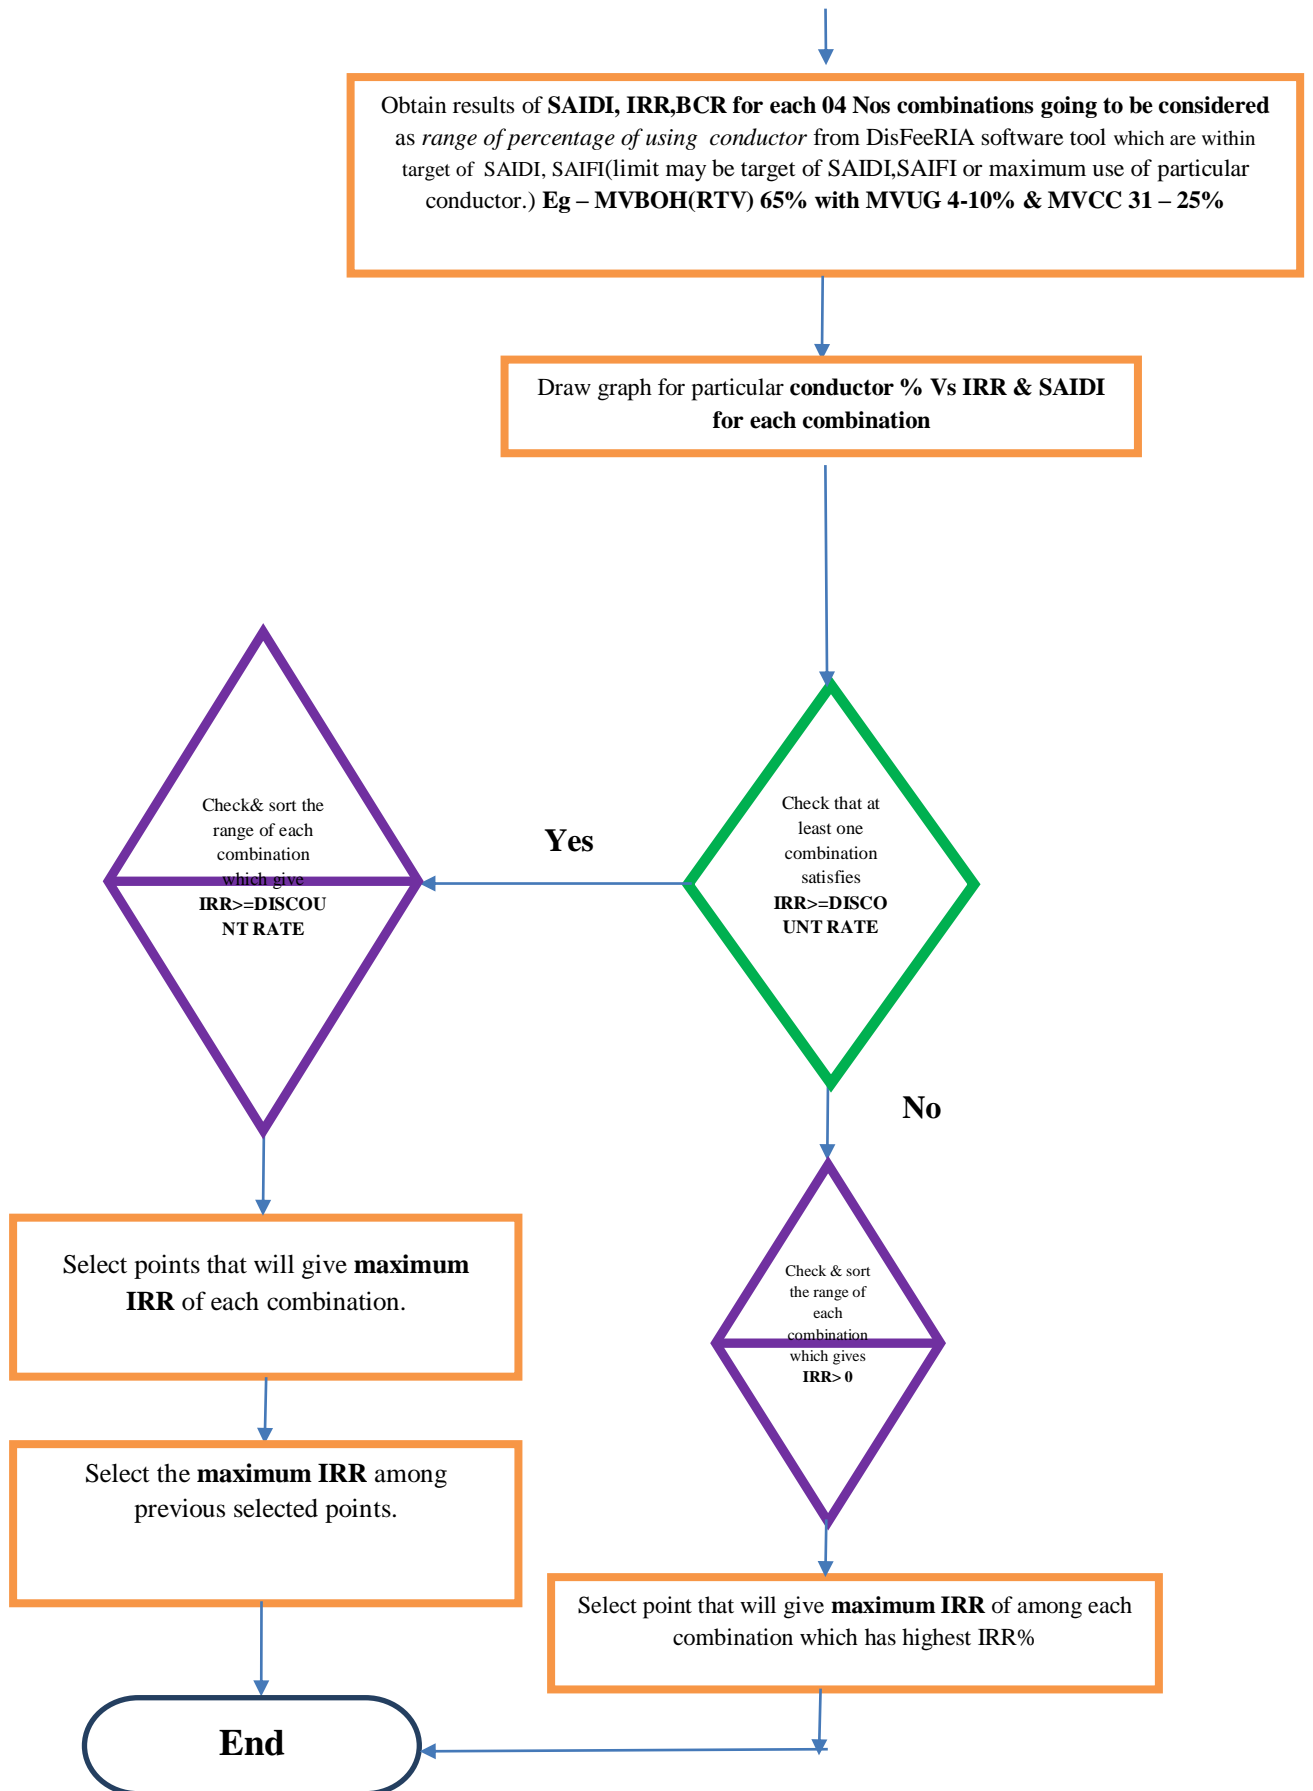 Obtain results of SAIDI, IRR,BCR for each 04 Nos combinations going to be considered
as range of percentage of using conductor from DisFeeRIA software tool which are within
target of SAIDI, SAIFI(limit may be target of SAIDI,SAIFI or maximum use of particular
conductor.) Eg – MVBOH(RTV) 65% with MVUG 4-10% & MVCC 31 – 25%
Draw graph for particular conductor % Vs IRR & SAIDI
for each combination
Check that at
least one
combination
satisfies
IRR>=DISCO
UNT RATE
Yes
Check& sort the
range of each
combination
which give
IRR>=DISCOU
NT RATE
No
Select points that will give maximum
IRR of each combination.
Check & sort
the range of
each
combination
which gives
IRR> 0
Select the maximum IRR among
previous selected points.
Select point that will give maximum IRR of among each
combination which has highest IRR%
End